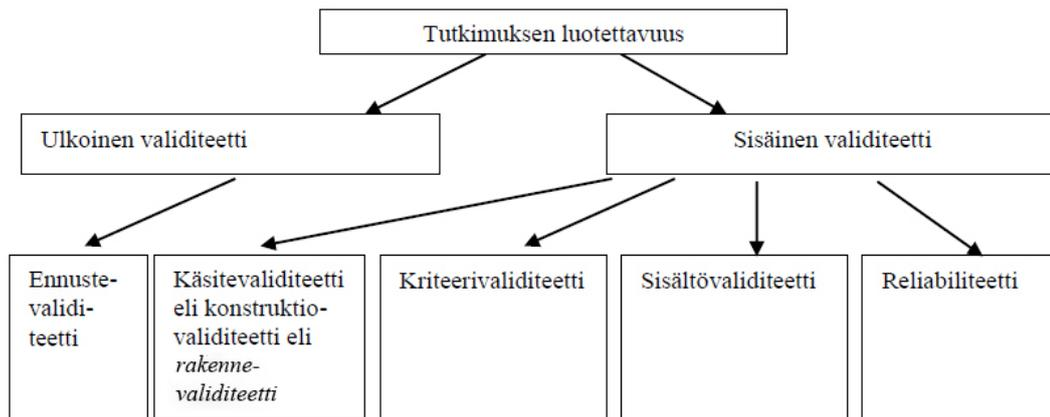 Tutkimuksen luotettavuus
Ulkoinen validiteetti
Sisäinen validiteetti
Ennuste-
validi-
teetti
Käsitevaliditeetti
eli konstruktio-
validiteetti eli
rakenne-
validiteetti
Kriteerivaliditeetti
Sisältövaliditeetti
Reliabiliteetti